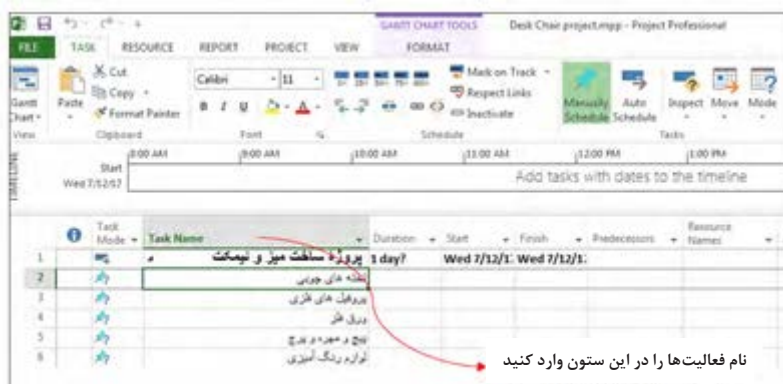 GANTT CHART TOOLS Desk Chair project.mpp - Project Professional
FILE TASK RESOURCE REPORT PROJECT VIEW FORMAT
Gantt Chart
Paste
Cut
Copy
Format Painter
Calibri 11
B I U
Mark on Track
Respect Links
Inactivate
Manually Schedule
Auto Schedule
Inspect
Move
Mode
View Clipboard Font Schedule Tasks
TIMELINE
Start
8:00 AM 9:00 AM 10:00 AM 11:00 AM 12:00 PM 1:00 PM
Add tasks with dates to the timeline
Task Mode Task Name Duration Start Finish Predecessors Resource Names
1 پروژه ساخت میز و نیمکت 1 day? Wed 7/12/1 Wed 7/12/1
2 تخته های چوبی
3 پروفیل های فلزی
4 ورق فلز
5 پیچ و مهره و پرچ
6 لوازم رنگ آمیزی
نام فعالیت‌ها را در این ستون وارد کنید